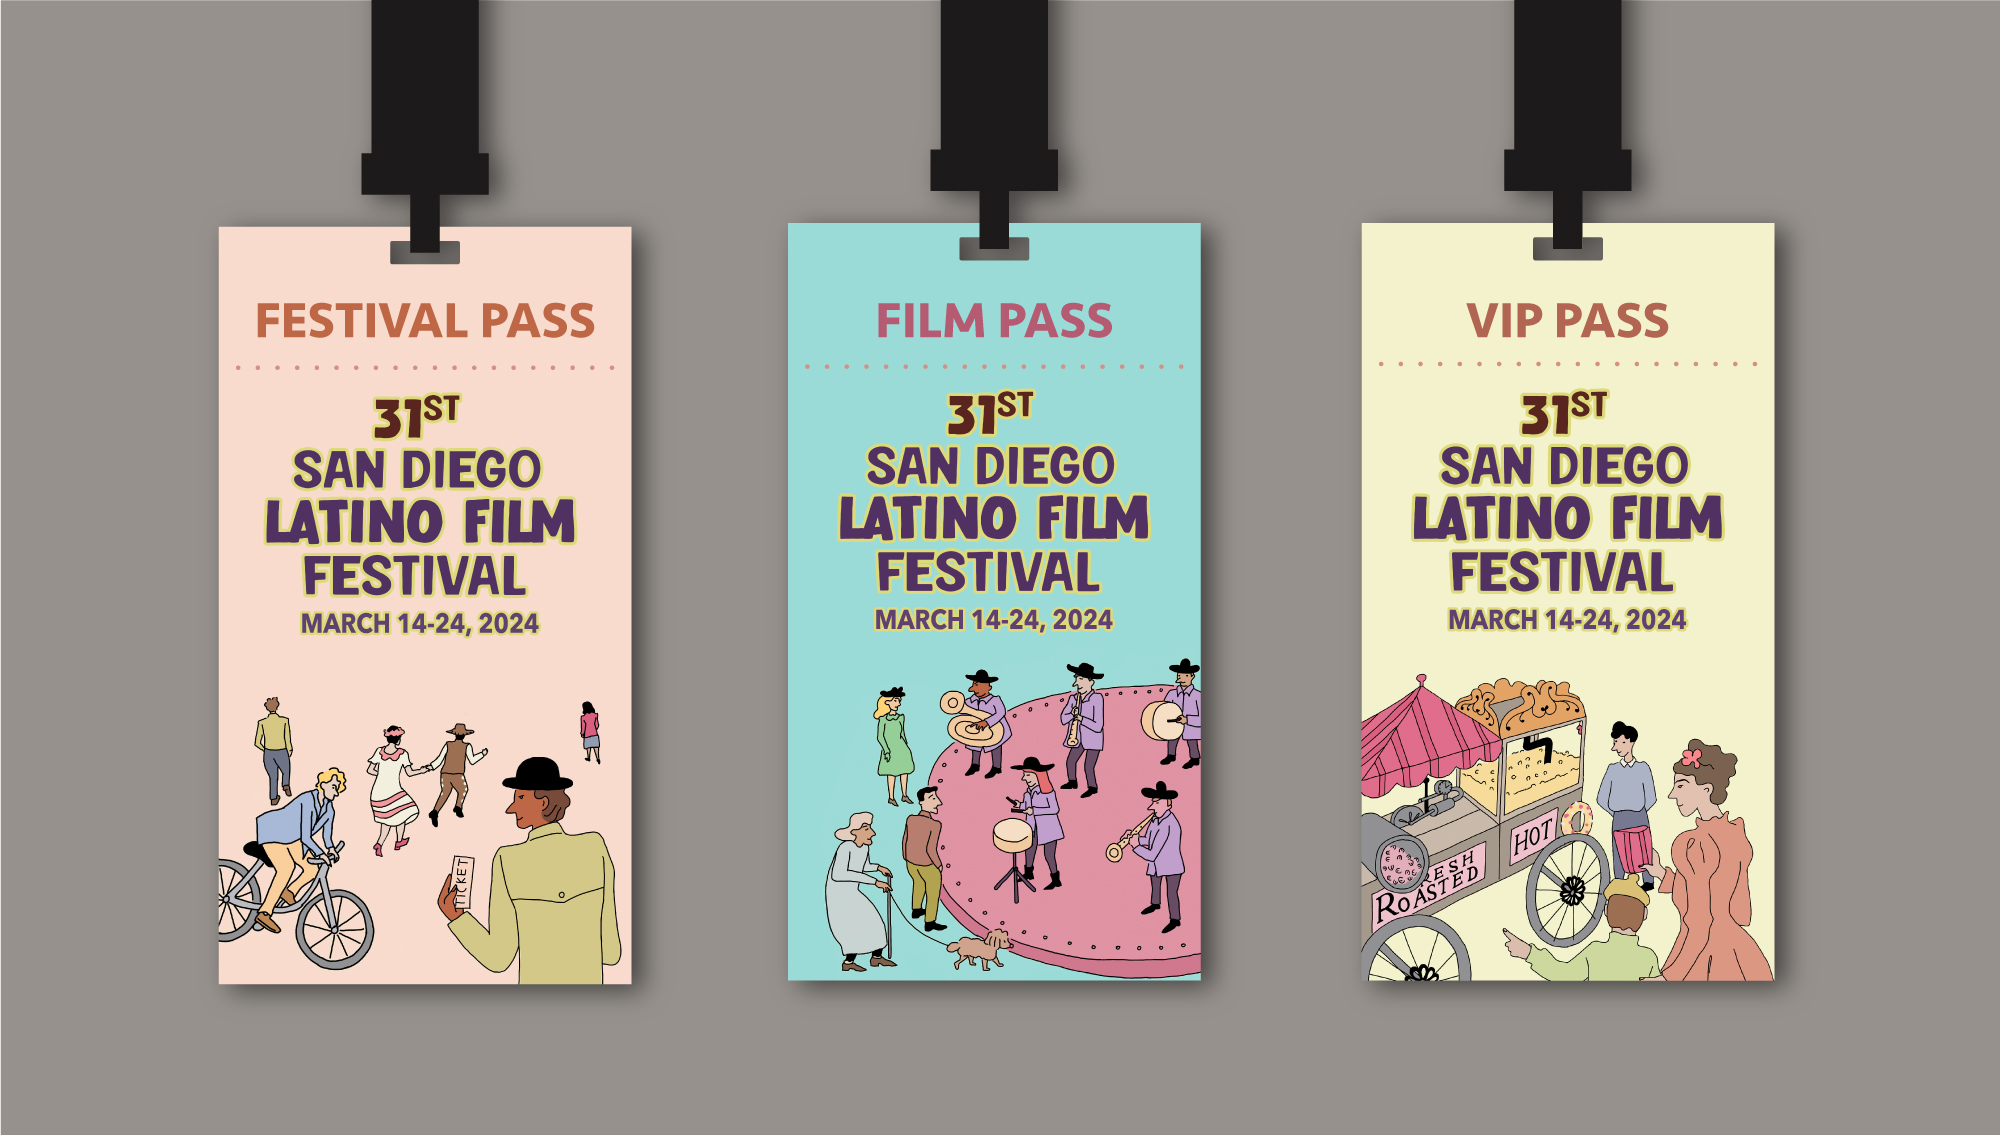 FESTIVAL PASS
31ST
SAN DIEGO
LATINO FILM
FESTIVAL
MARCH 14-24, 2024
TICKET
FILM PASS
31ST
SAN DIEGO
LATINO FILM
FESTIVAL
MARCH 14-24, 2024
VIP PASS
31ST
SAN DIEGO
LATINO FILM
FESTIVAL
MARCH 14-24, 2024
HOT
RESH
ROASTED